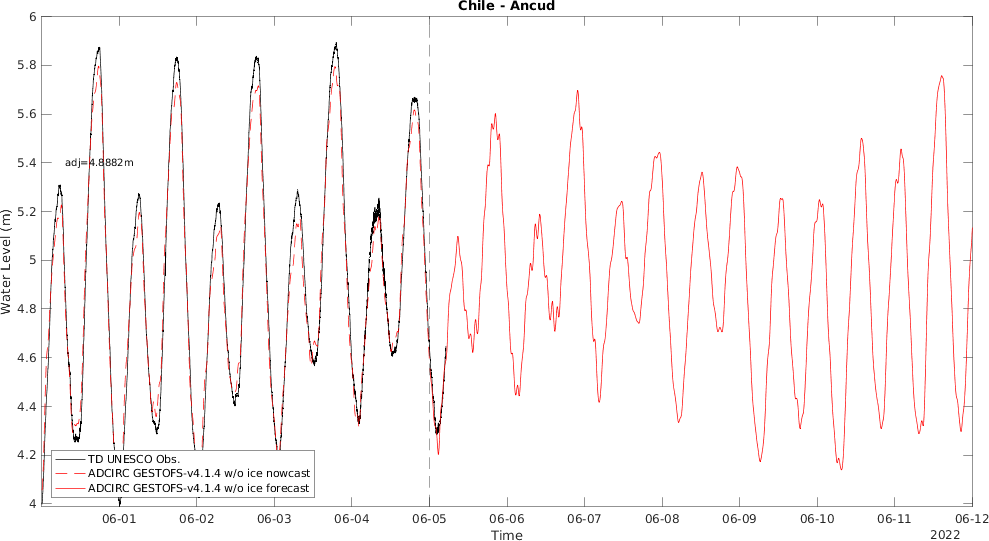 Chile - Ancud
Water Level (m)
6
5.8
5.6
5.4
5.2
5
4.8
4.6
4.4
4.2
4
adj=4.8882m
TD UNESCO Obs.
ADCIRC GESTOFS-v4.1.4 w/o ice nowcast
ADCIRC GESTOFS-v4.1.4 w/o ice forecast
06-01 06-02 06-03 06-04 06-05 06-06 06-07 06-08 06-09 06-10 06-11 06-12
Time
2022